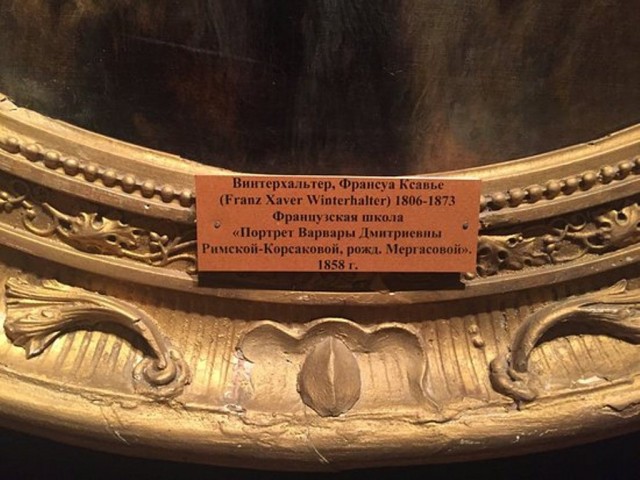 Винтерхальтер, Франсуа Ксавье
(Franz Xaver Winterhalter) 1806-1873
Французская школа
«Портрет Варвары Дмитриевны
Римской-Корсаковой, рожд. Мергасовой».
1858 г.